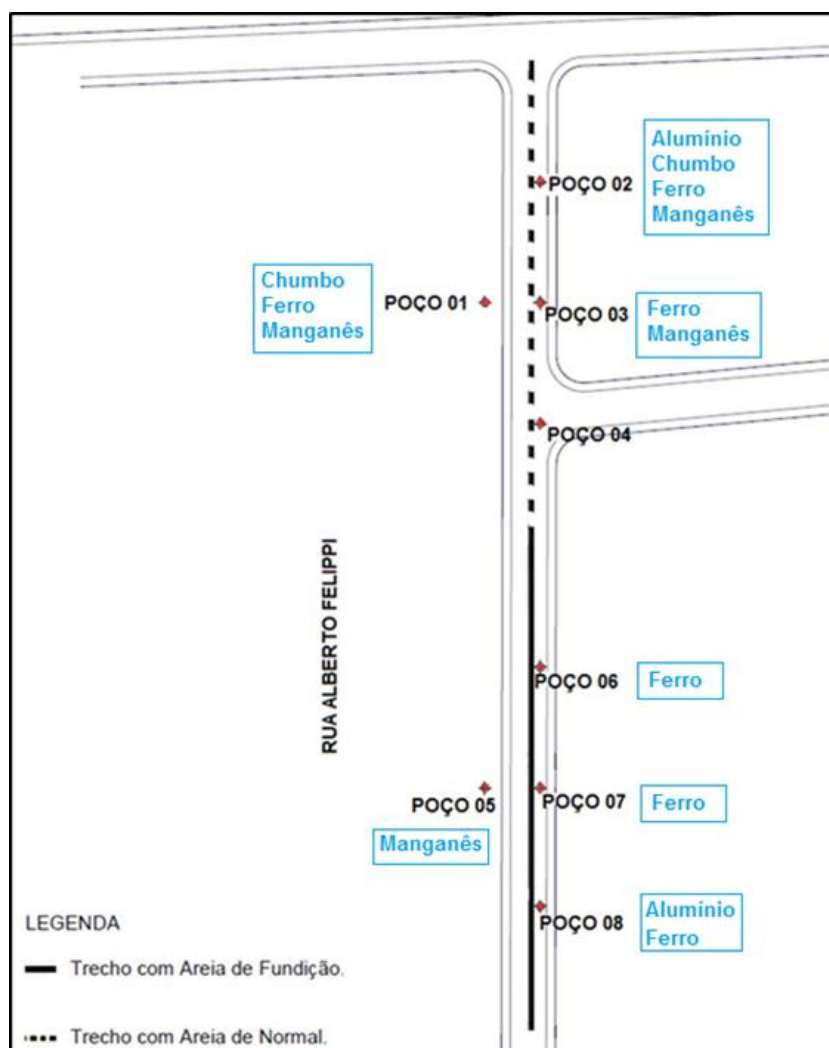 Alumínio
Chumbo
Ferro
Manganês
POÇO 02
Chumbo
Ferro
Manganês
POÇO 01
POÇO 03
Ferro
Manganês
POÇO 04
RUA ALBERTO FELIPPI
POÇO 06
Ferro
POÇO 05
Manganês
POÇO 07
Ferro
POÇO 08
Alumínio
Ferro
LEGENDA
Trecho com Areia de Fundição.
Trecho com Areia de Normal.